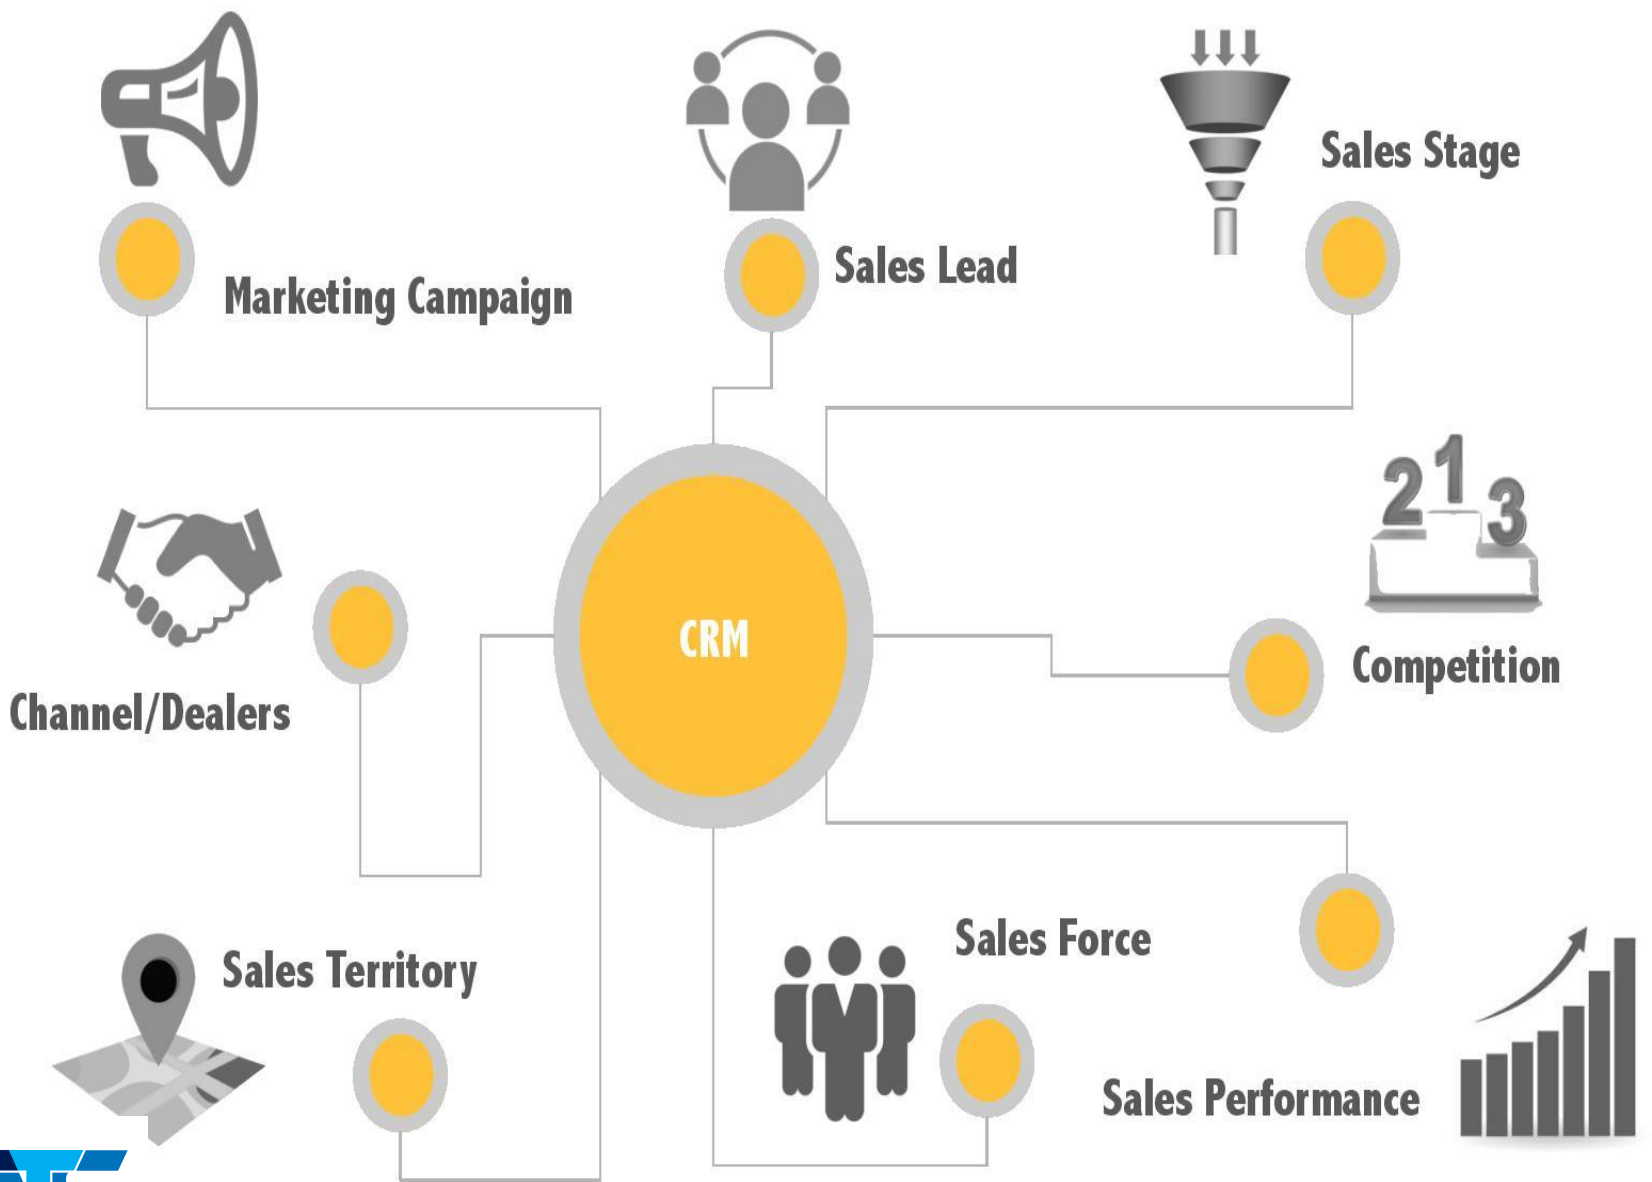 Sales Stage
Sales Lead
Marketing Campaign
2 1 3
CRM
Competition
Channel/Dealers
Sales Force
Sales Territory
Sales Performance